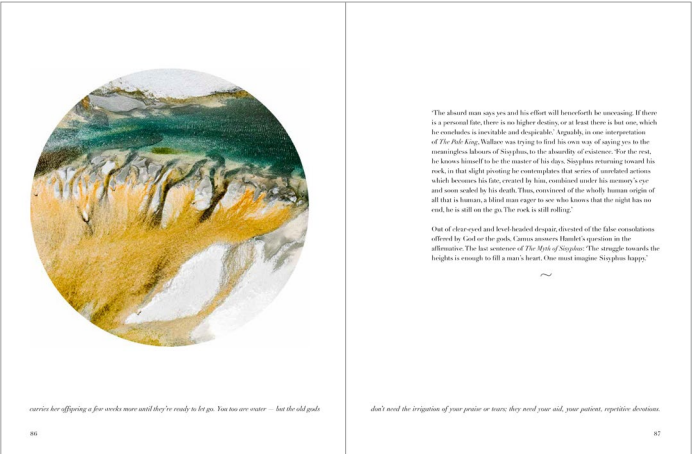 'The absurd man says yes and his effort will henceforth be unceasing. If there
is a personal fate, there is no higher destiny, or at least there is but one, which
he concludes is inevitable and despicable.' Arguably, in one interpretation
of The Pale King, Wallace was trying to find his own way of saying yes to the
meaningless labours of Sisyphus, to the absurdity of existence. 'For the rest,
he knows himself to be the master of his days. Sisyphus returning toward his
rock, in that slight pivoting he contemplates that series of unrelated actions
which becomes his fate, created by him, combined under his memory's eye
and soon sealed by his death. Thus, convinced of the wholly human origin of
all that is human, a blind man eager to see who knows that the night has no
end, he is still on the go. The rock is still rolling.'
Out of clear-eyed and level-headed despair, divested of the false consolations
offered by God or the gods, Camus answers Hamlet's question in the
affirmative. The last sentence of The Myth of Sisyphus: 'The struggle towards the
heights is enough to fill a man's heart. One must imagine Sisyphus happy.'
~
carries her offspring a few weeks more until they're ready to let go. You too are water — but the old gods
don't need the irrigation of your praise or tears; they need your aid, your patient, repetitive devotions.
86
87